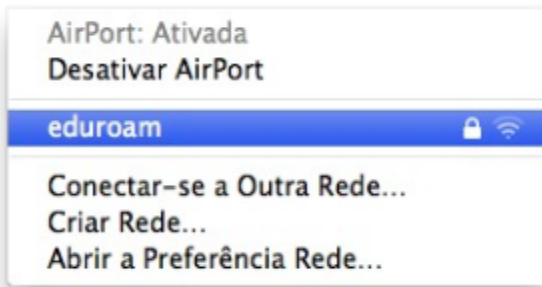 AirPort: Ativada
Desativar AirPort
eduroam
Conectar-se a Outra Rede...
Criar Rede...
Abrir a Preferência Rede...